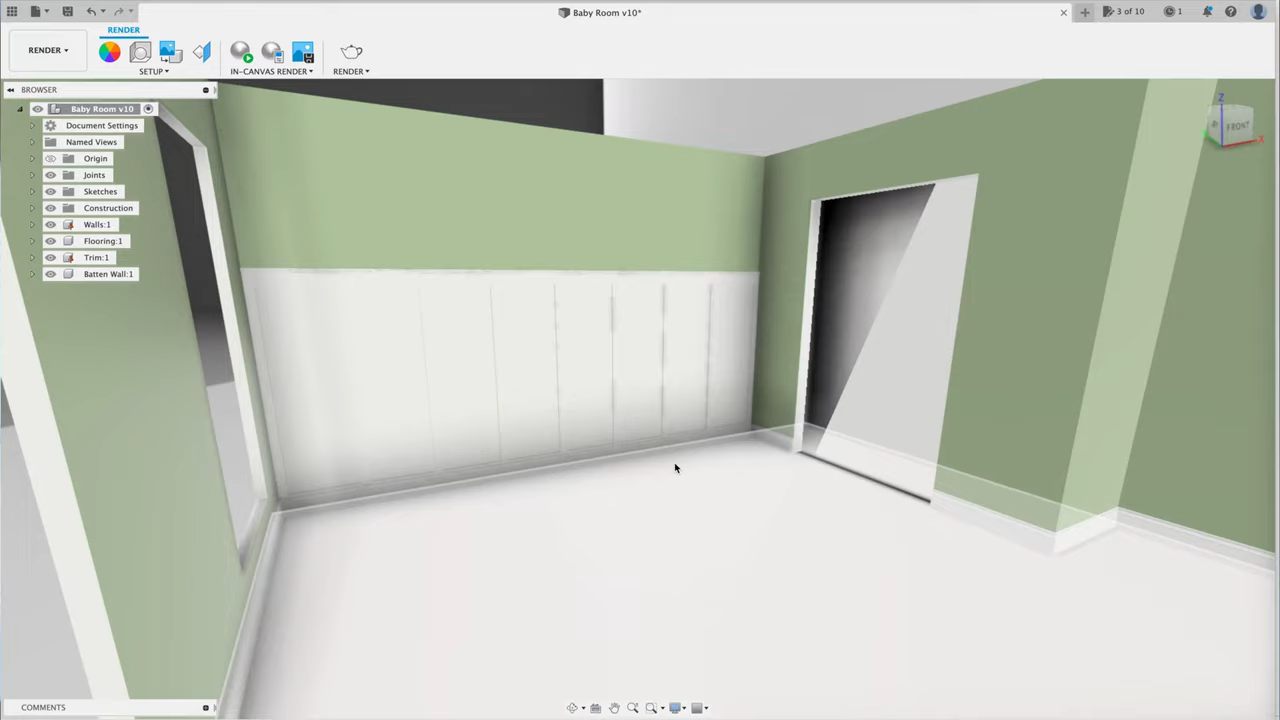 Baby Room v10*
3 of 10
1
RENDER
RENDER
SETUP
IN-CANVAS RENDER
RENDER
BROWSER
Baby Room v10
Document Settings
Named Views
Origin
Joints
Sketches
Construction
Walls:1
Flooring:1
Trim:1
Batten Wall:1
Z
FRONT
X
COMMENTS